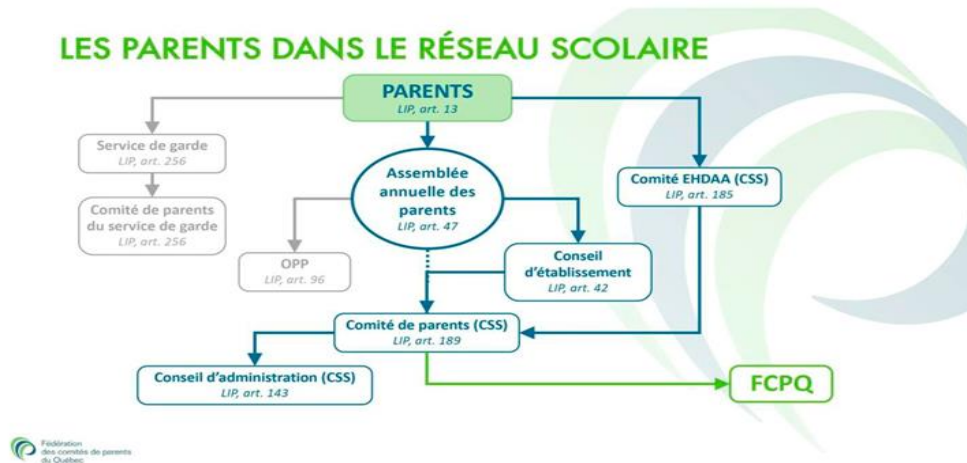 LES PARENTS DANS LE RÉSEAU SCOLAIRE
PARENTS
LIP, art. 13
Service de garde
LIP, art. 256
Comité de parents
du service de garde
LIP, art. 256
Assemblée
annuelle des
parents
LIP, art. 47
Comité EHDAA (CSS)
LIP, art. 185
OPP
LIP, art. 96
Conseil
d'établissement
LIP, art. 42
Comité de parents (CSS)
LIP, art. 189
Conseil d'administration (CSS)
LIP, art. 143
FCPQ
Fédération
des comités de parents
du Québec